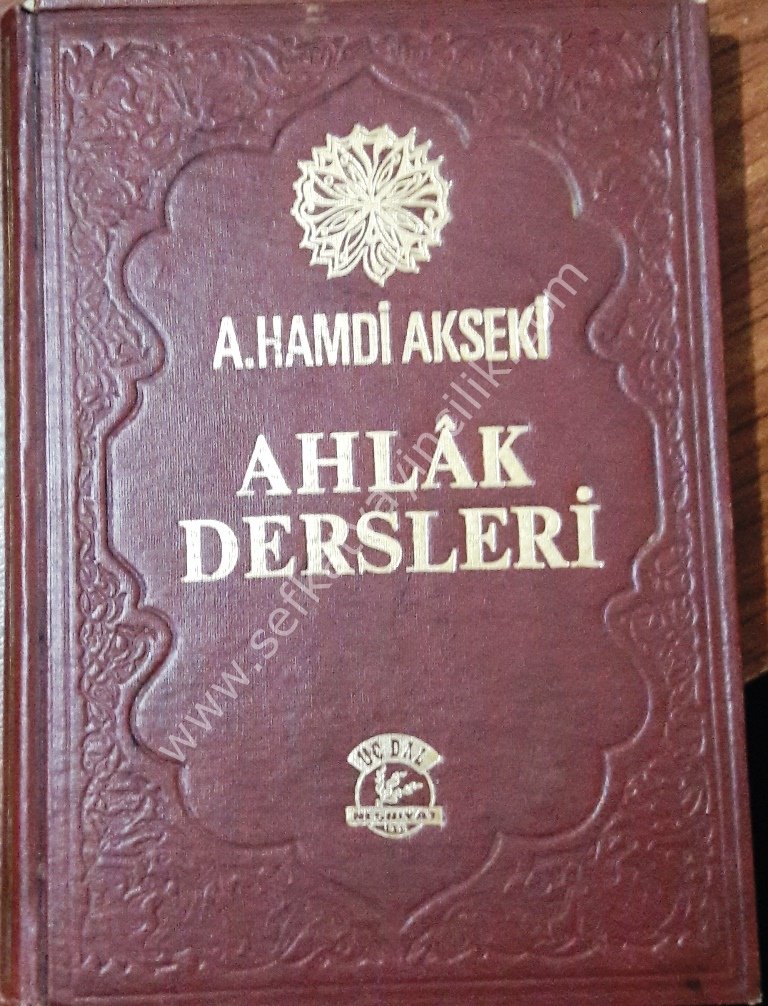 A.HAMDİ AKSEKİ
AHLÂK
DERSLERİ
www.sefkatyayincilik.com
ÜÇ DAL
NEŞRİYAT